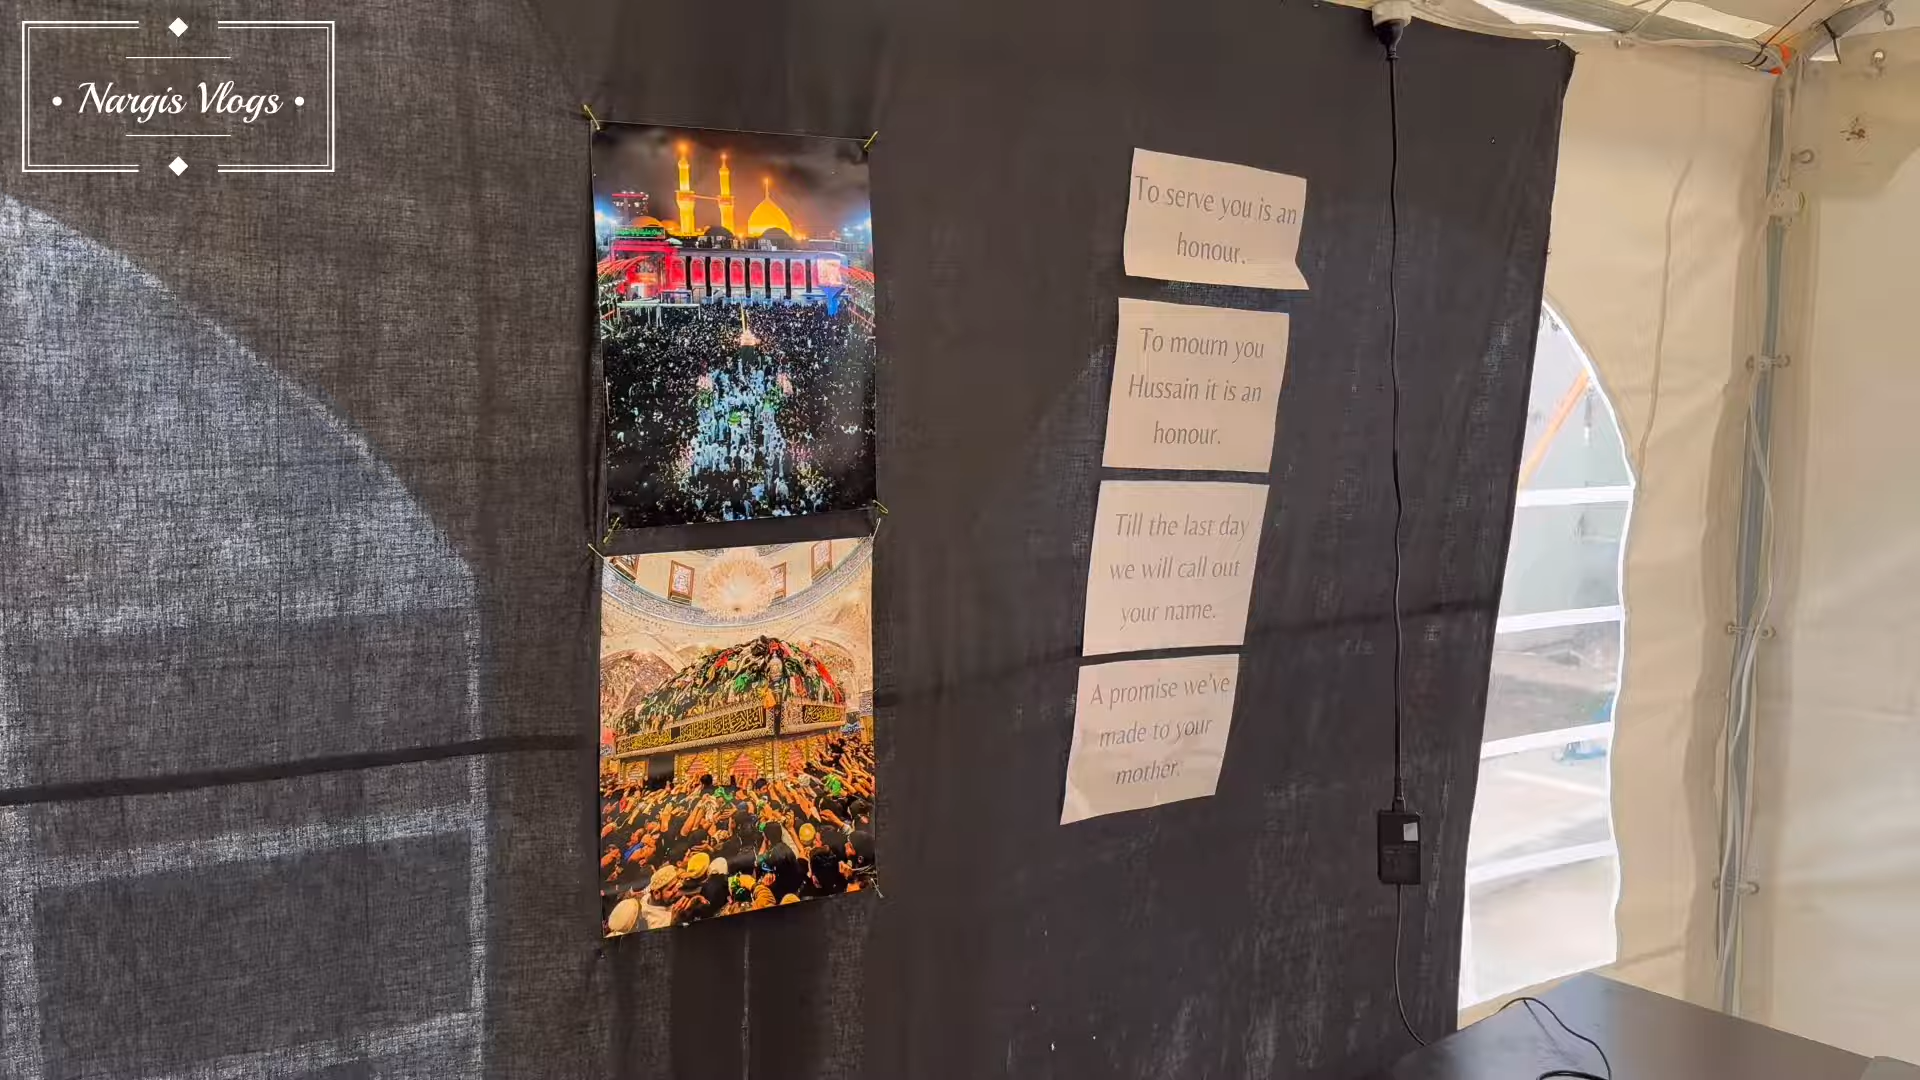 Nargis Vlogs
To serve you is an
honour.
To mourn you
Hussain it is an
honour.
Till the last day
we will call out
your name.
A promise we've
made to your
mother.